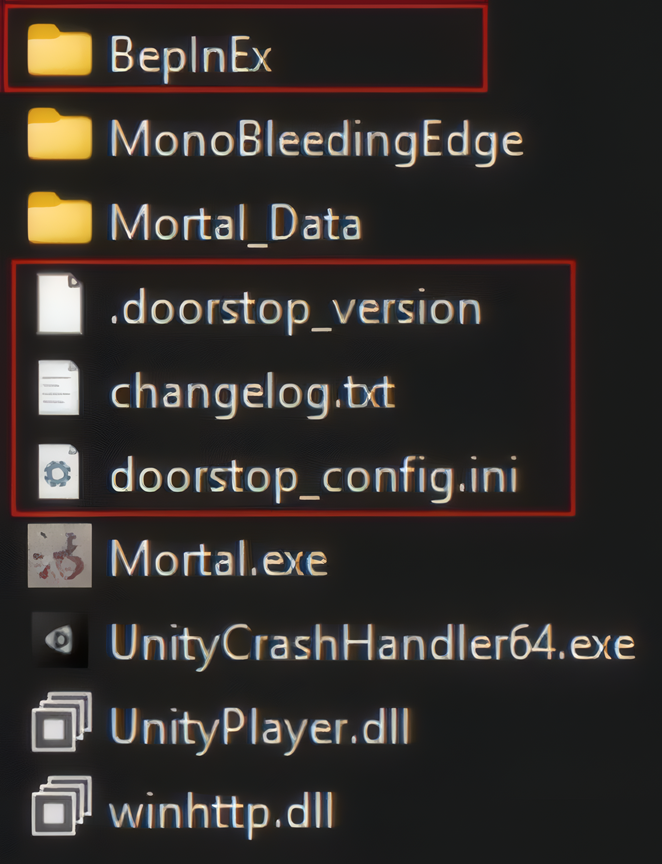 BepInEx
MonoBleedingEdge
Mortal_Data
.doorstop_version
changelog.txt
doorstop_config.ini
Mortal.exe
UnityCrashHandler64.exe
UnityPlayer.dll
winhttp.dll